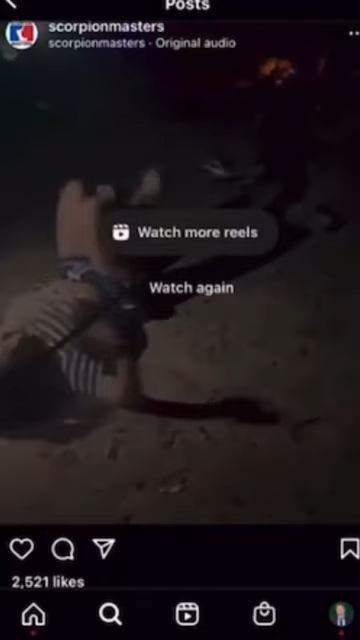 Posts
scorpionmasters
scorpionmasters · Original audio
Watch more reels
Watch again
2,521 likes